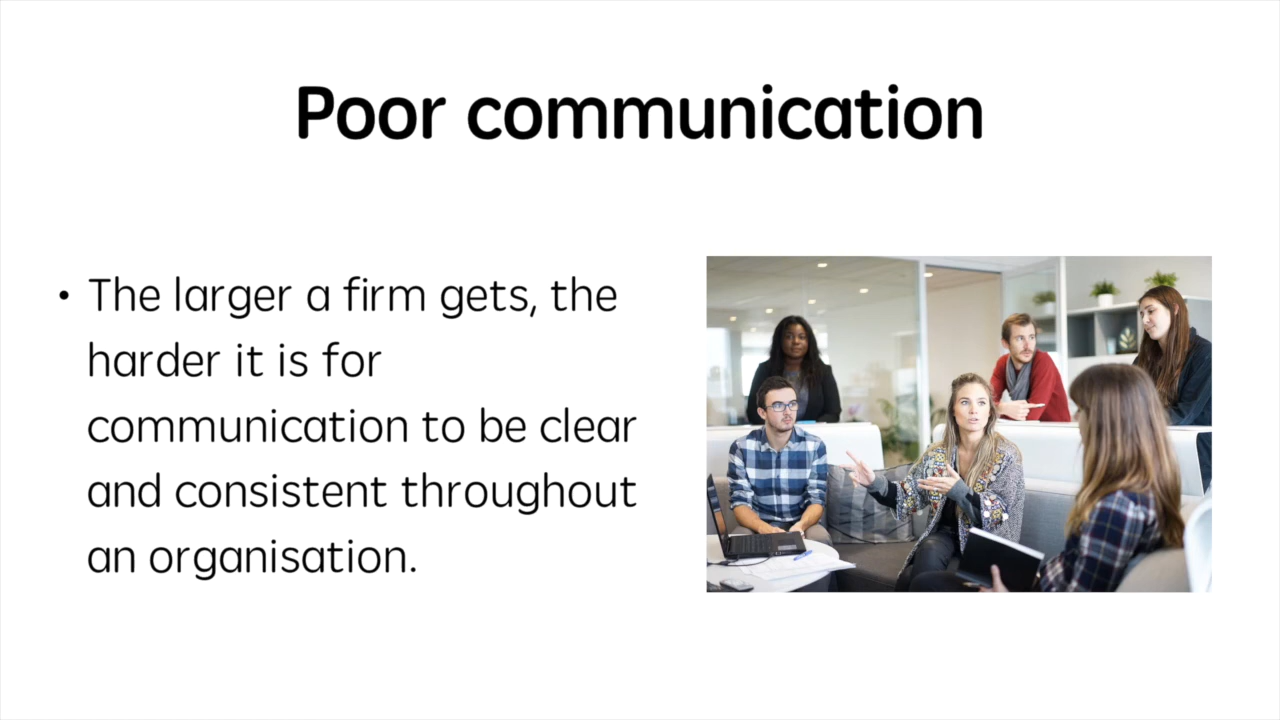 Poor communication
• The larger a firm gets, the
harder it is for
communication to be clear
and consistent throughout
an organisation.